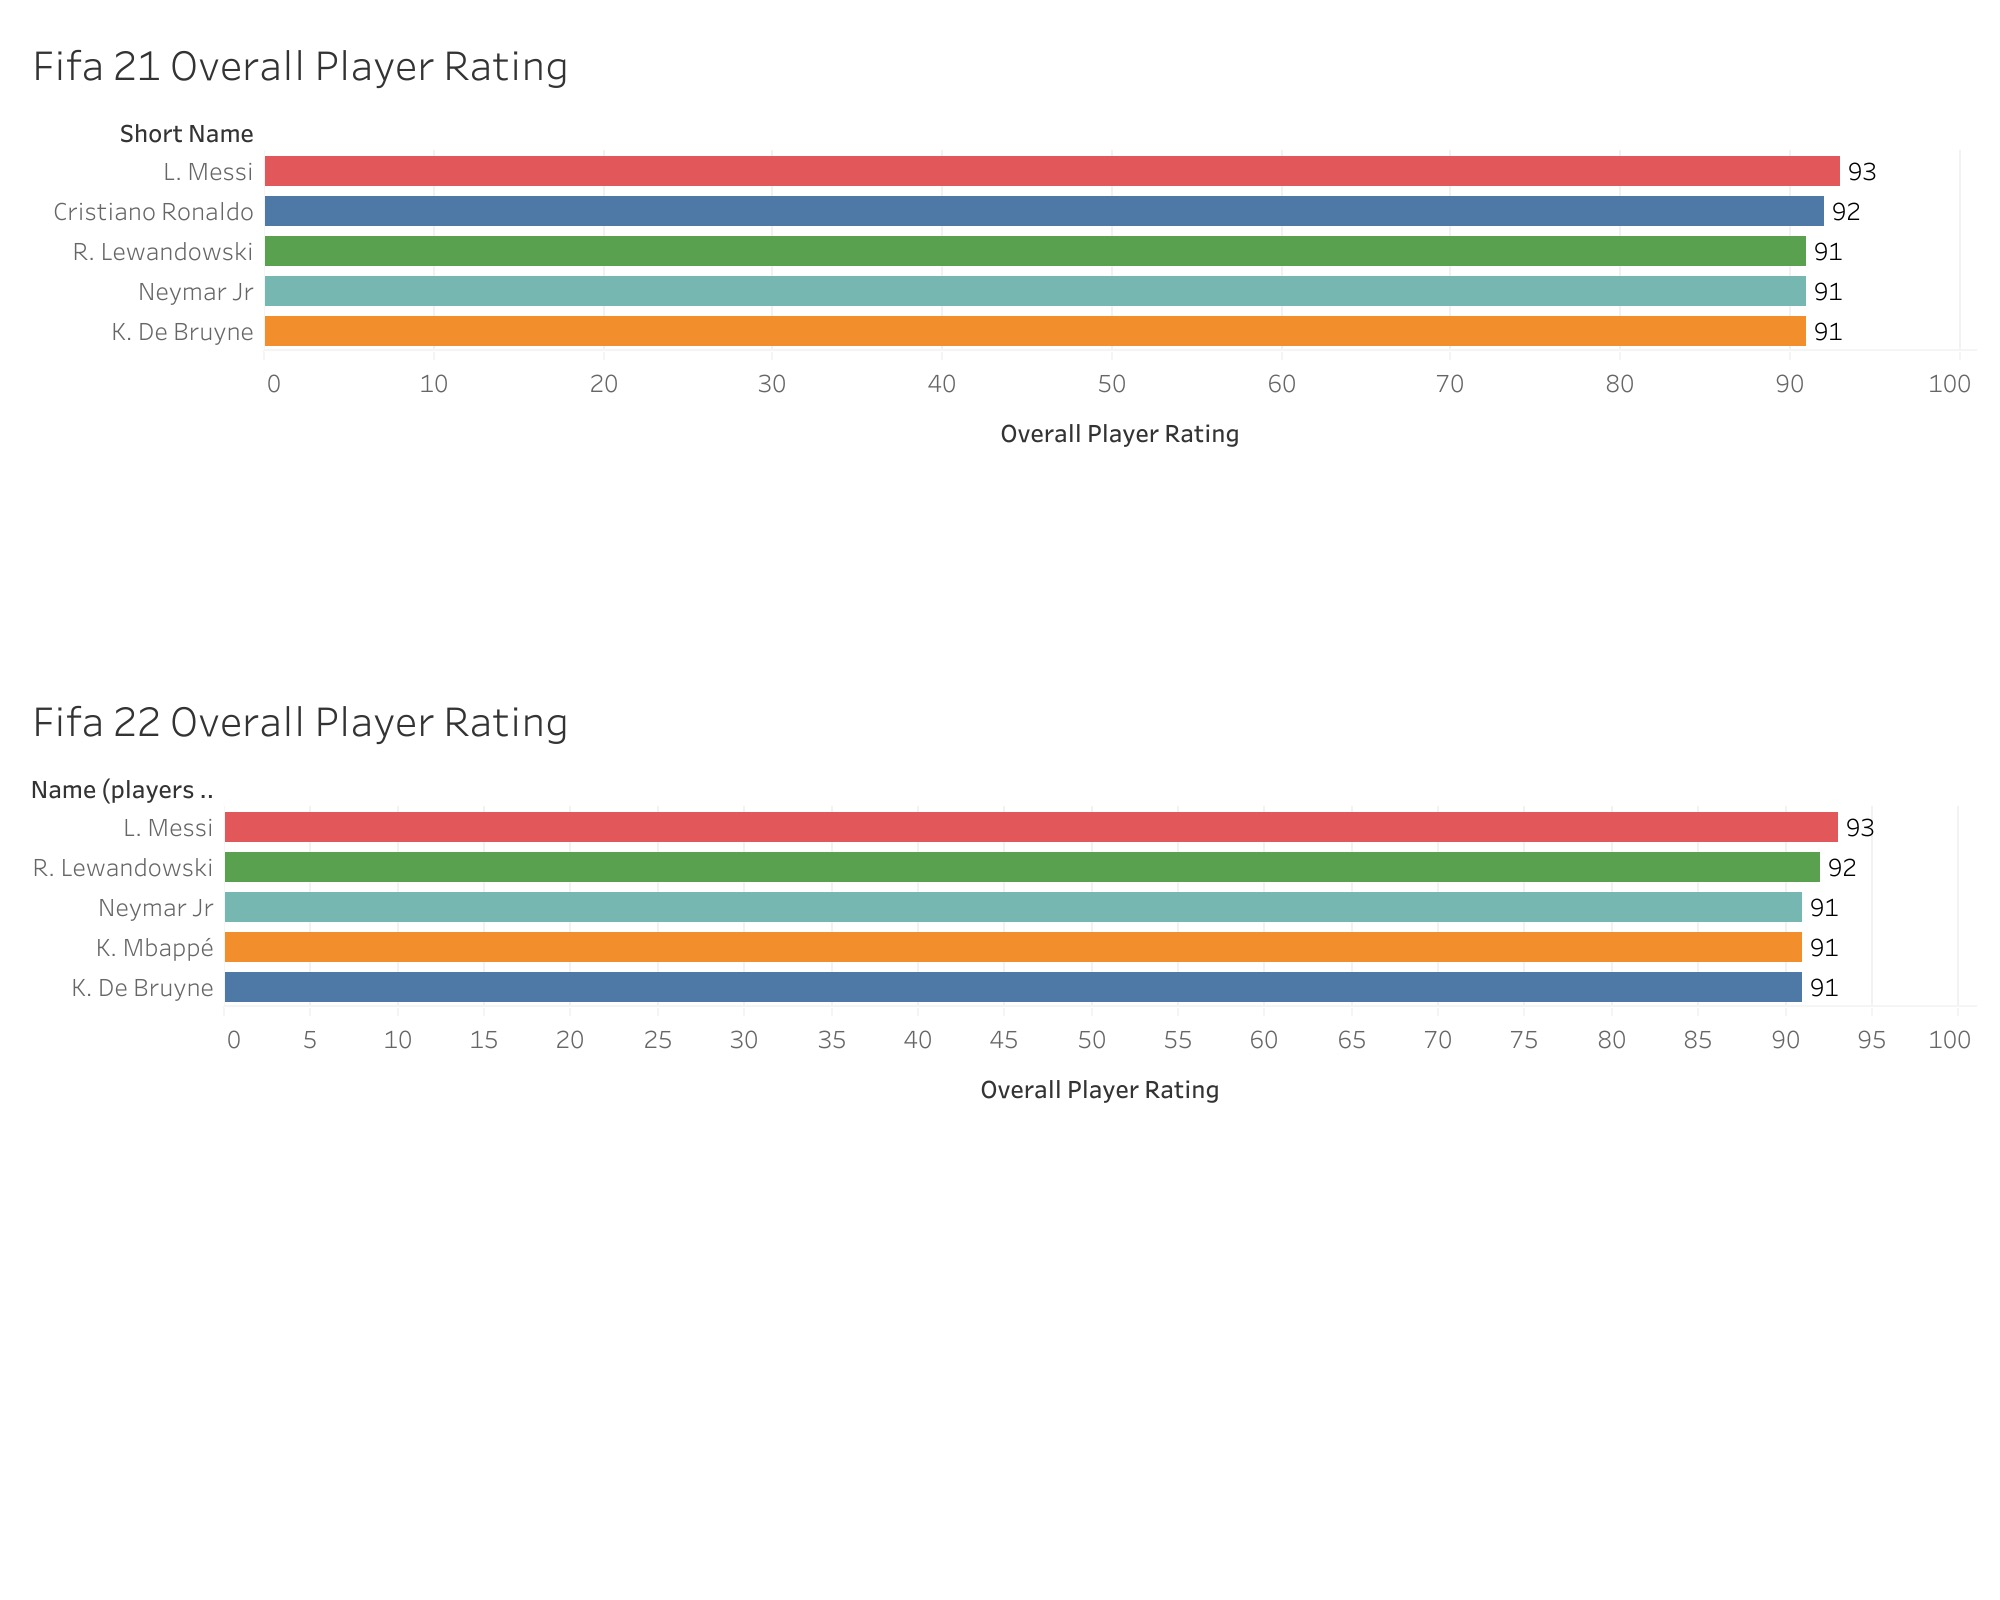 Fifa 21 Overall Player Rating
Short Name
L. Messi 93
Cristiano Ronaldo 92
R. Lewandowski 91
Neymar Jr 91
K. De Bruyne 91
0 10 20 30 40 50 60 70 80 90 100
Overall Player Rating
Fifa 22 Overall Player Rating
Name (players ..
L. Messi 93
R. Lewandowski 92
Neymar Jr 91
K. Mbappé 91
K. De Bruyne 91
0 5 10 15 20 25 30 35 40 45 50 55 60 65 70 75 80 85 90 95 100
Overall Player Rating